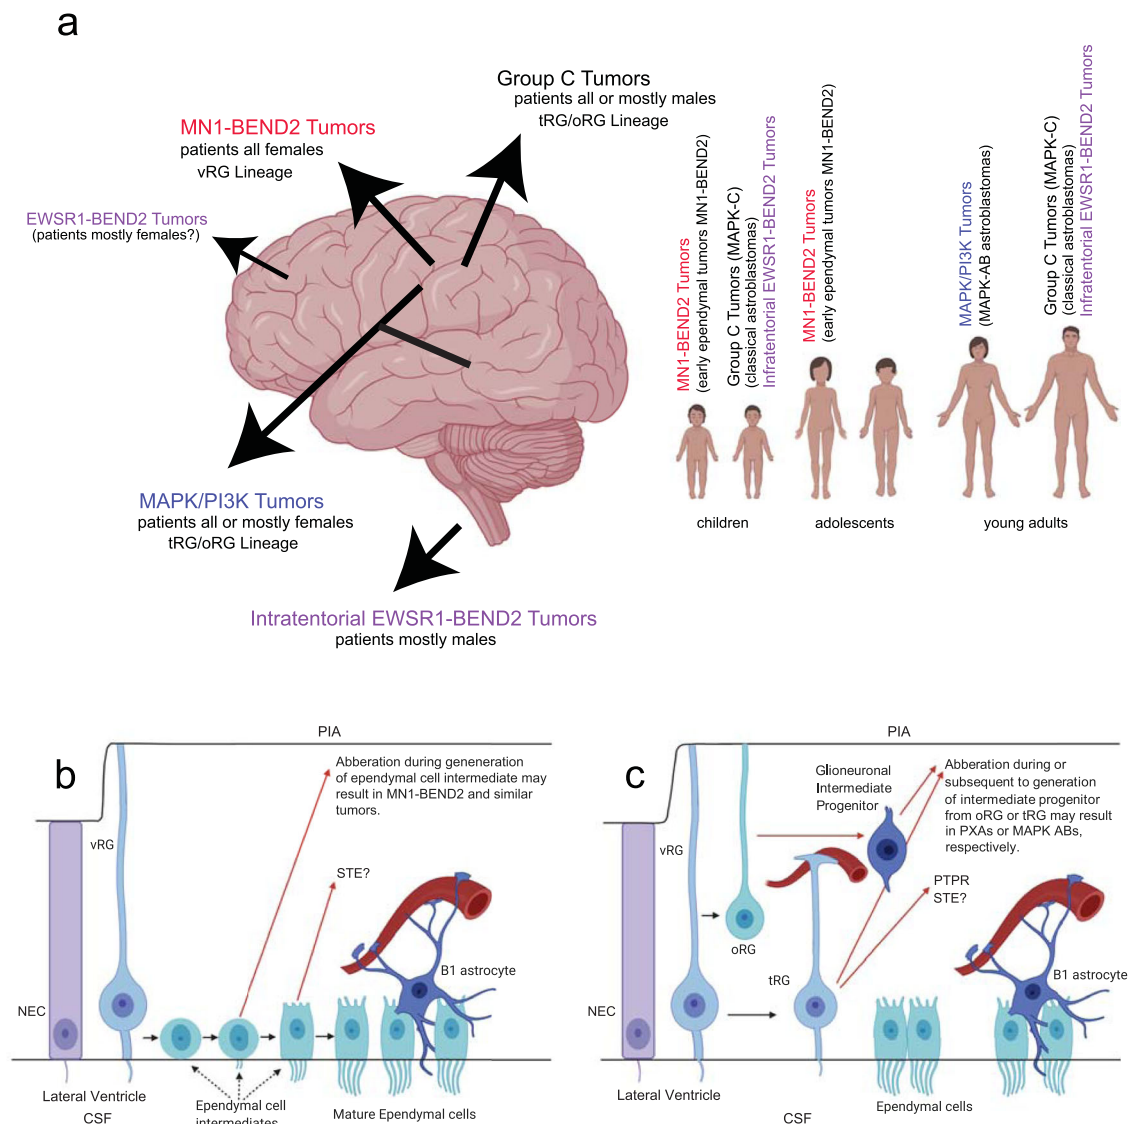 a
Group C Tumors
patients all or mostly males
tRG/oRG Lineage
MN1-BEND2 Tumors
patients all females
vRG Lineage
EWSR1-BEND2 Tumors
(patients mostly females?)
MAPK/PI3K Tumors
patients all or mostly females
tRG/oRG Lineage
Intratentorial EWSR1-BEND2 Tumors
patients mostly males
MN1-BEND2 Tumors
(early ependymal tumors MN1-BEND2)
Group C Tumors (MAPK-C)
(classical astroblastomas)
Infratentorial EWSR1-BEND2 Tumors
MN1-BEND2 Tumors
(early ependymal tumors MN1-BEND2)
MAPK/PI3K Tumors
(MAPK-AB astroblastomas)
Group C Tumors (MAPK-C)
(classical astroblastomas)
Infratentorial EWSR1-BEND2 Tumors
children
adolescents
young adults
b
PIA
Abberation during geneneration
of ependymal cell intermediate may
result in MN1-BEND2 and similar
tumors.
vRG
STE?
B1 astrocyte
NEC
Lateral Ventricle
CSF
Ependymal cell
intermediates
Mature Ependymal cells
c
PIA
Glioneuronal
Intermediate
Progenitor
Abberation during or
subsequent to generation
of intermediate progenitor
from oRG or tRG may result
in PXAs or MAPK ABs,
respectively.
vRG
PTPR
STE?
oRG
tRG
B1 astrocyte
NEC
Lateral Ventricle
CSF
Ependymal cells